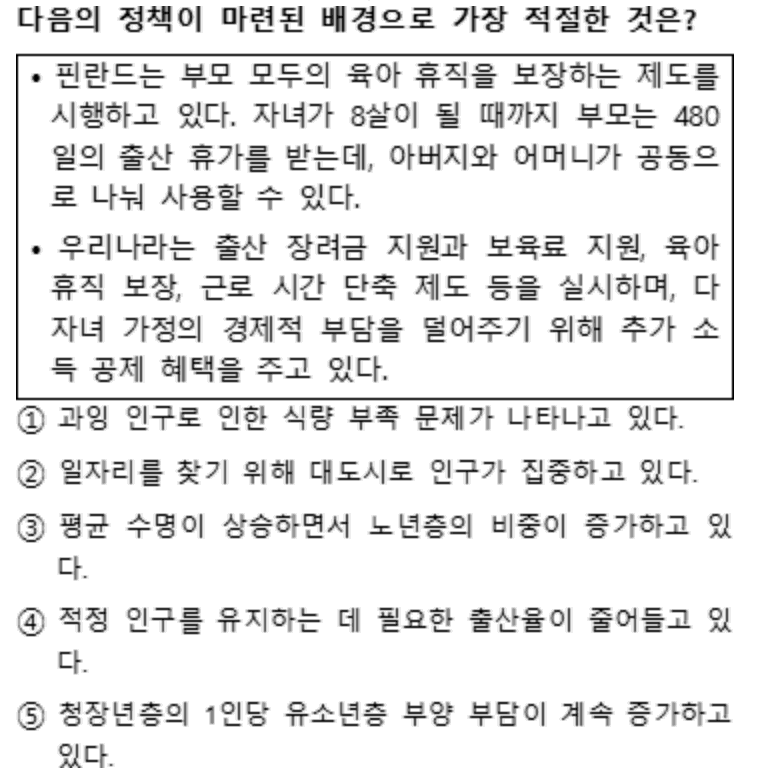 다음의 정책이 마련된 배경으로 가장 적절한 것은?
• 핀란드는 부모 모두의 육아 휴직을 보장하는 제도를
시행하고 있다. 자녀가 8살이 될 때까지 부모는 480
일의 출산 휴가를 받는데, 아버지와 어머니가 공동으
로 나눠 사용할 수 있다.
• 우리나라는 출산 장려금 지원과 보육료 지원, 육아
휴직 보장, 근로 시간 단축 제도 등을 실시하며, 다
자녀 가정의 경제적 부담을 덜어주기 위해 추가 소
득 공제 혜택을 주고 있다.
① 과잉 인구로 인한 식량 부족 문제가 나타나고 있다.
② 일자리를 찾기 위해 대도시로 인구가 집중하고 있다.
③ 평균 수명이 상승하면서 노년층의 비중이 증가하고 있
다.
④ 적정 인구를 유지하는 데 필요한 출산율이 줄어들고 있
다.
⑤ 청장년층의 1인당 유소년층 부양 부담이 계속 증가하고
있다.